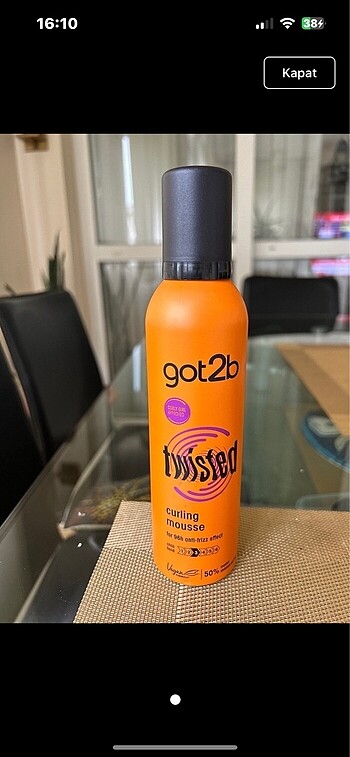 16:10
38
Kapat
got2b
CURLY GIRL
APPROVED
twisted
curling
mousse
for 96h anti-frizz effect
Vegan
50%